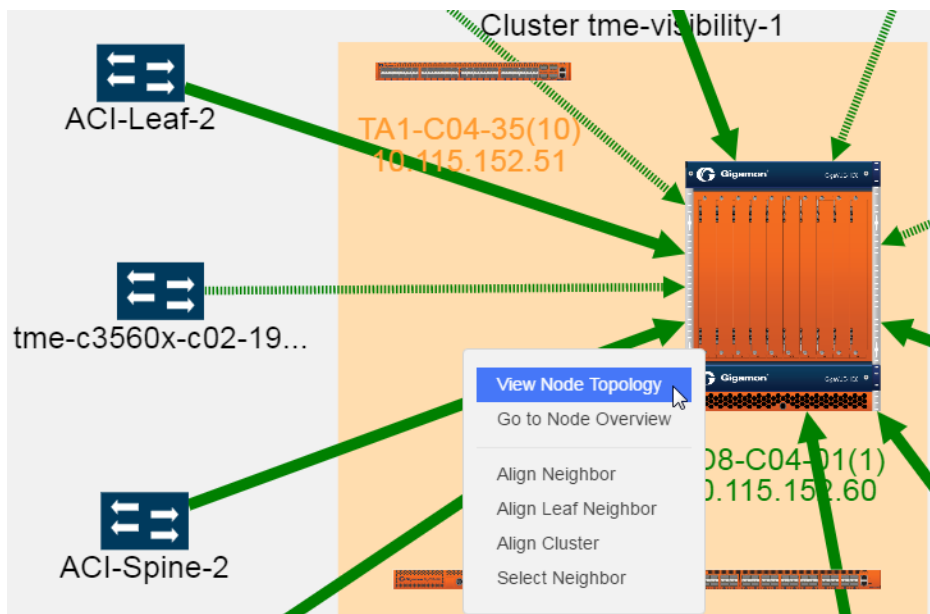 Cluster tme-visibility-1
ACI-Leaf-2
TA1-C04-35(10)
10.115.152.51
Gigamon
tme-c3560x-c02-19...
View Node Topology
Go to Node Overview
Align Neighbor
Align Leaf Neighbor
Align Cluster
Select Neighbor
Gigamon
D8-C04-01(1)
0.115.152.60
ACI-Spine-2